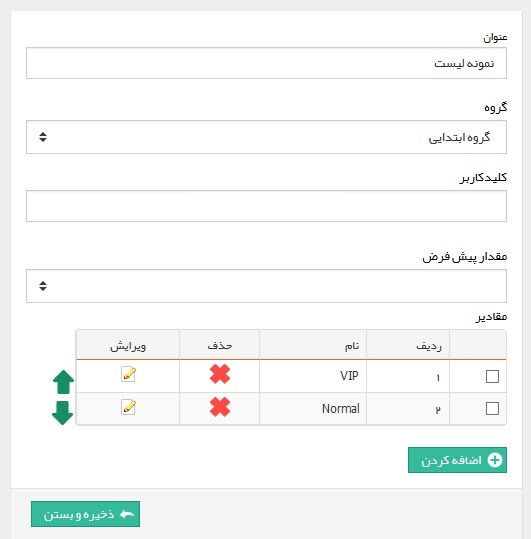 عنوان
نمونه لیست
گروه
گروه ابتدایی
کلیدکاربر
مقدار پیش فرض
مقادیر
ردیف نام حذف ویرایش
۱ VIP
۲ Normal
اضافه کردن
ذخیره و بستن